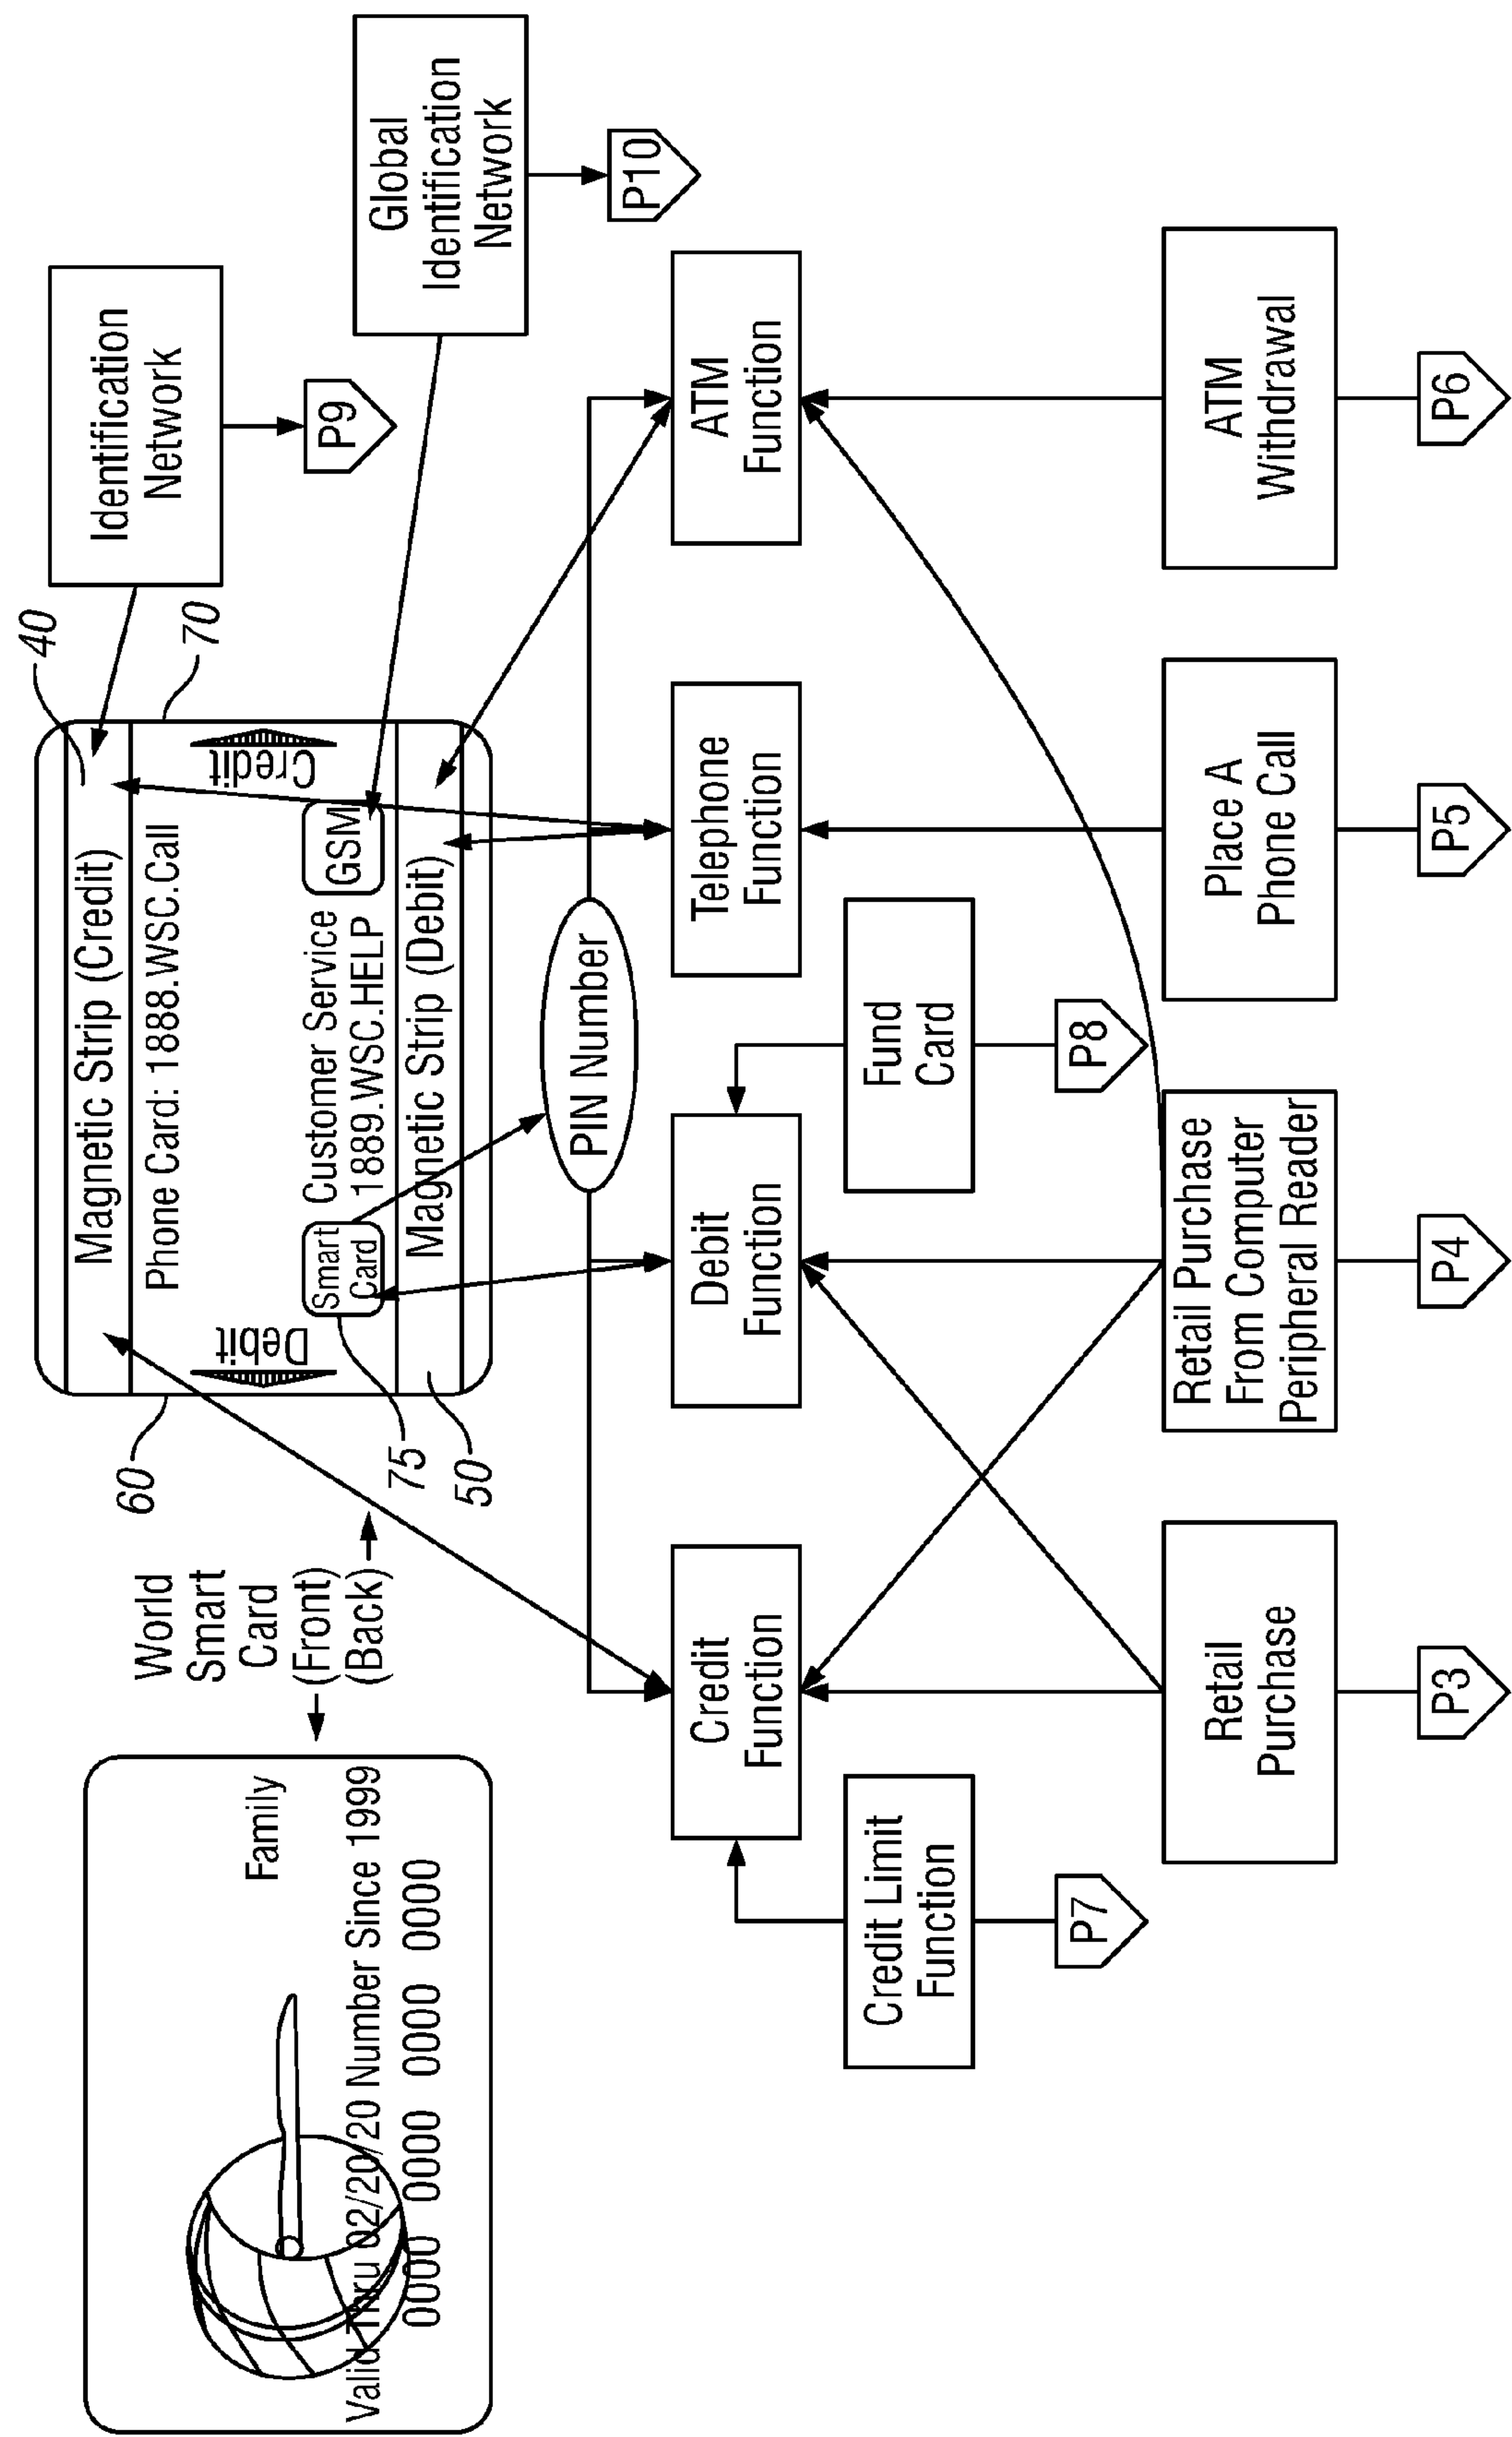 Family
Valid Thru 02/20/20 Number Since 1999
0000 0000 0000 0000
World
Smart
Card
(Front)
(Back)
60
75
50
40
70
Magnetic Strip (Credit)
Phone Card: 1888.WSC.Call
Debit
Credit
Smart
Card
Customer Service
1889.WSC.HELP
GSM
Magnetic Strip (Debit)
Identification
Network
P9
Global
Identification
Network
P10
PIN Number
Credit
Function
Debit
Function
Telephone
Function
ATM
Function
Credit Limit
Function
P7
Fund
Card
P8
Retail
Purchase
P3
Retail Purchase
From Computer
Peripheral Reader
P4
Place A
Phone Call
P5
ATM
Withdrawal
P6